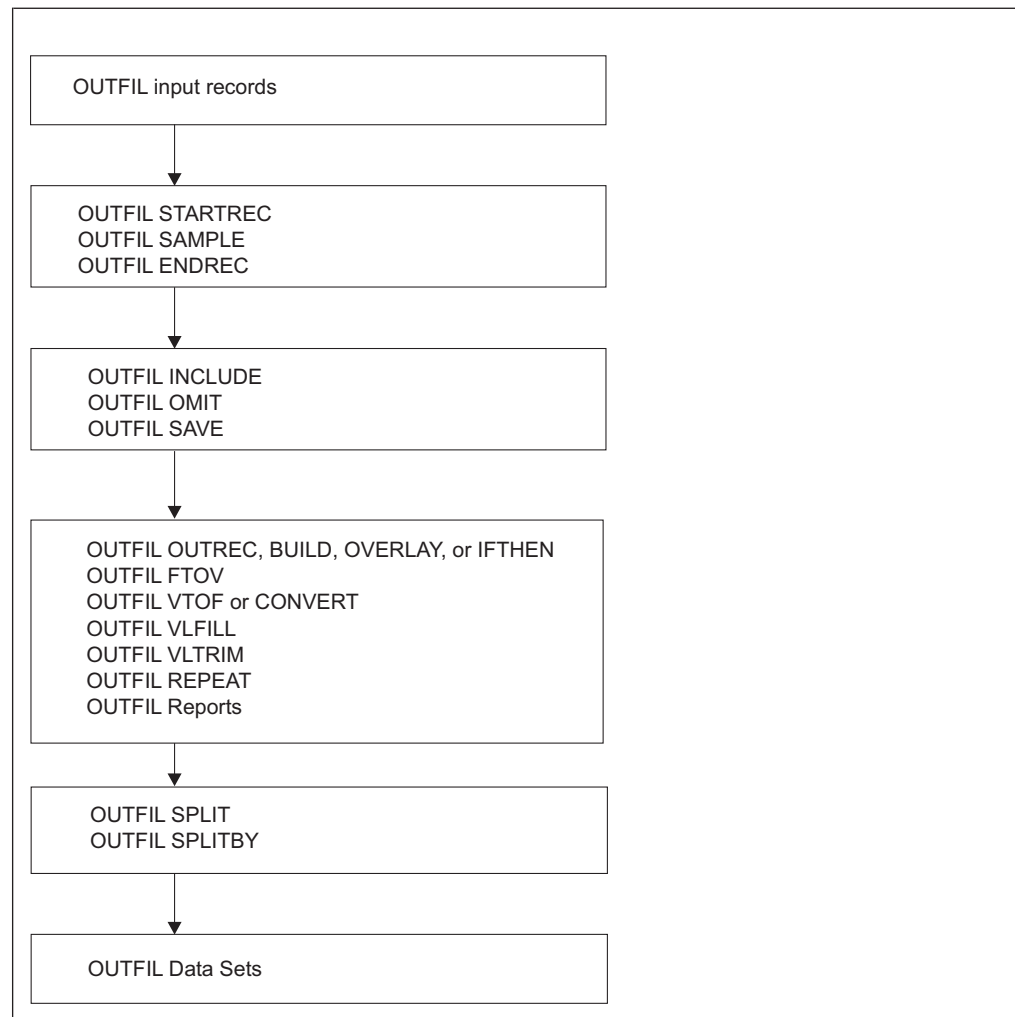 OUTFIL input records
OUTFIL STARTREC
OUTFIL SAMPLE
OUTFIL ENDREC
OUTFIL INCLUDE
OUTFIL OMIT
OUTFIL SAVE
OUTFIL OUTREC, BUILD, OVERLAY, or IFTHEN
OUTFIL FTOV
OUTFIL VTOF or CONVERT
OUTFIL VLFILL
OUTFIL VLTRIM
OUTFIL REPEAT
OUTFIL Reports
OUTFIL SPLIT
OUTFIL SPLITBY
OUTFIL Data Sets